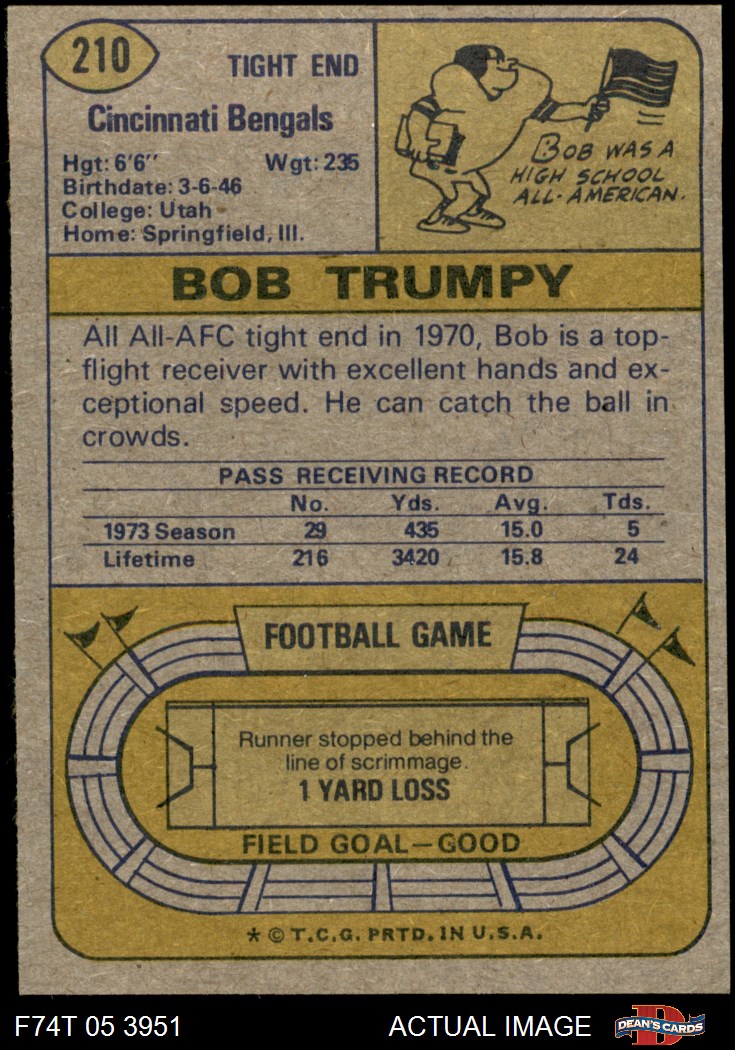 210
TIGHT END
Cincinnati Bengals
Hgt: 6'6" Wgt: 235
Birthdate: 3-6-46
College: Utah
Home: Springfield, Ill.
BOB WAS A
HIGH SCHOOL
ALL-AMERICAN.
BOB TRUMPY
All All-AFC tight end in 1970, Bob is a top-
flight receiver with excellent hands and ex-
ceptional speed. He can catch the ball in
crowds.
PASS RECEIVING RECORD
No. Yds. Avg. Tds.
1973 Season 29 435 15.0 5
Lifetime 216 3420 15.8 24
FOOTBALL GAME
Runner stopped behind the
line of scrimmage.
1 YARD LOSS
FIELD GOAL—GOOD
* © T.C.G. PRTD. IN U.S.A.
F74T 05 3951 ACTUAL IMAGE D DEAN'S CARDS